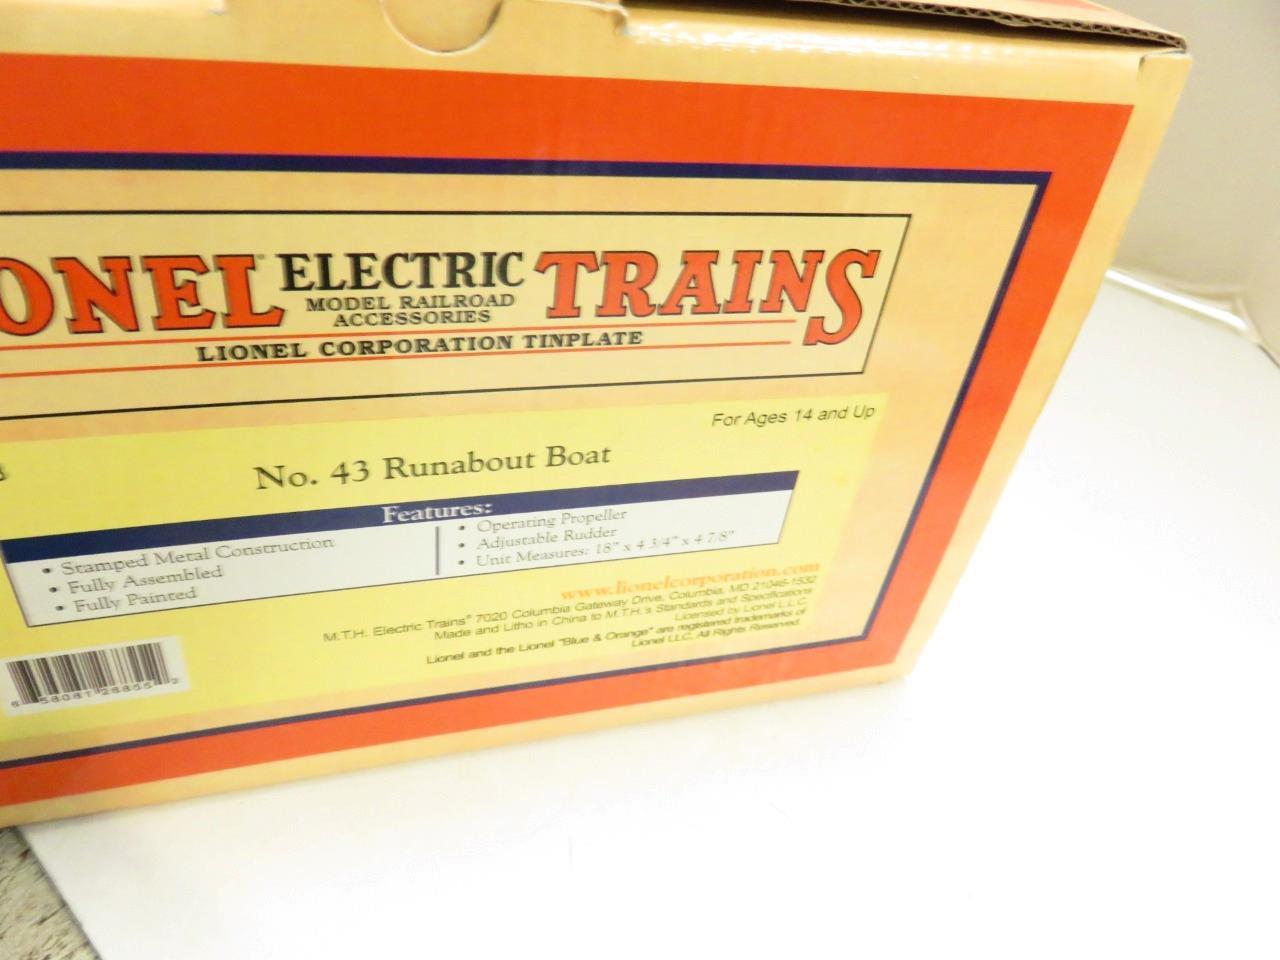 ONEL ELECTRIC TRAINS
MODEL RAILROAD
ACCESSORIES
LIONEL CORPORATION TINPLATE
For Ages 14 and Up
No. 43 Runabout Boat
Features:
• Stamped Metal Construction
• Fully Assembled
• Fully Painted
• Operating Propeller
• Adjustable Rudder
• Unit Measures: 18" x 4 3/4" x 4 7/8"
www.lionelcorporation.com
M.T.H. Electric Trains® 7020 Columbia Gateway Drive, Columbia, MD 21046-1532
Made and Litho in China to M.T.H.'s Standards and Specifications
Licensed by Lionel L.L.C.
Lionel and the Lionel "Blue & Orange" are registered trademarks of
Lionel LLC, All Rights Reserved.
6 58081 28855 2